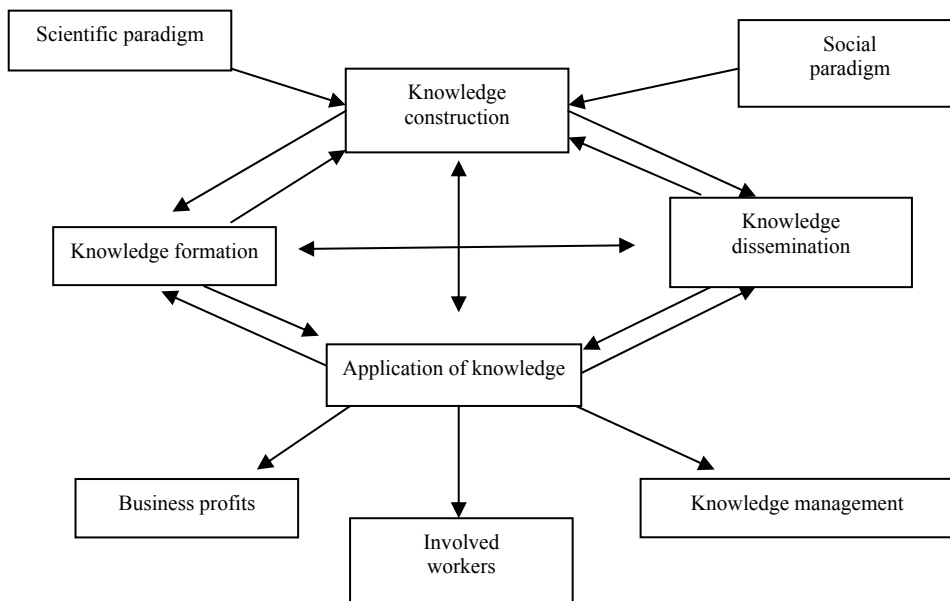 Scientific paradigm
Social
paradigm
Knowledge
construction
Knowledge formation
Knowledge
dissemination
Application of knowledge
Business profits
Involved
workers
Knowledge management